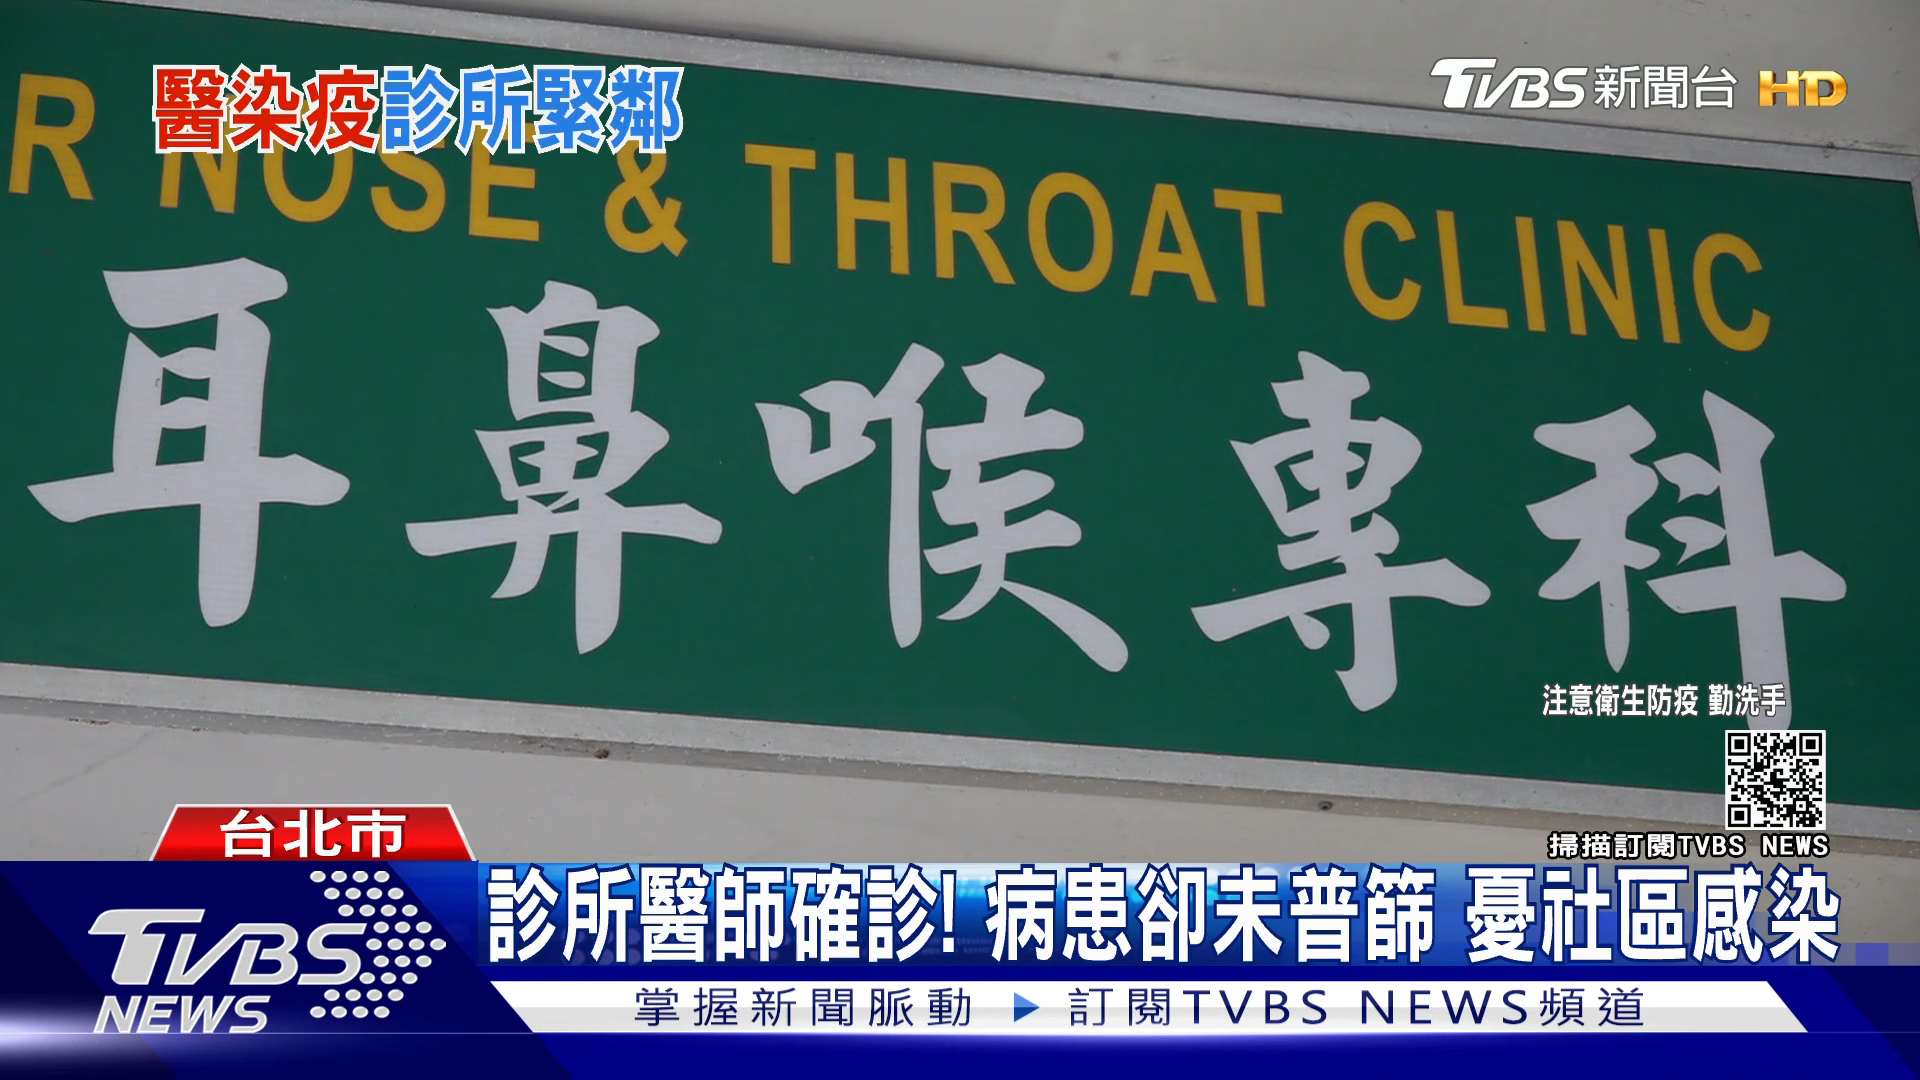 醫染疫診所緊鄰
TVBS新聞台 HD
R NOSE & THROAT CLINIC
耳鼻喉專科
注意衛生防疫 勤洗手
掃描訂閱TVBS NEWS
台北市
診所醫師確診! 病患卻未普篩 憂社區感染
TVBS
NEWS
掌握新聞脈動 ▶ 訂閱TVBS NEWS頻道